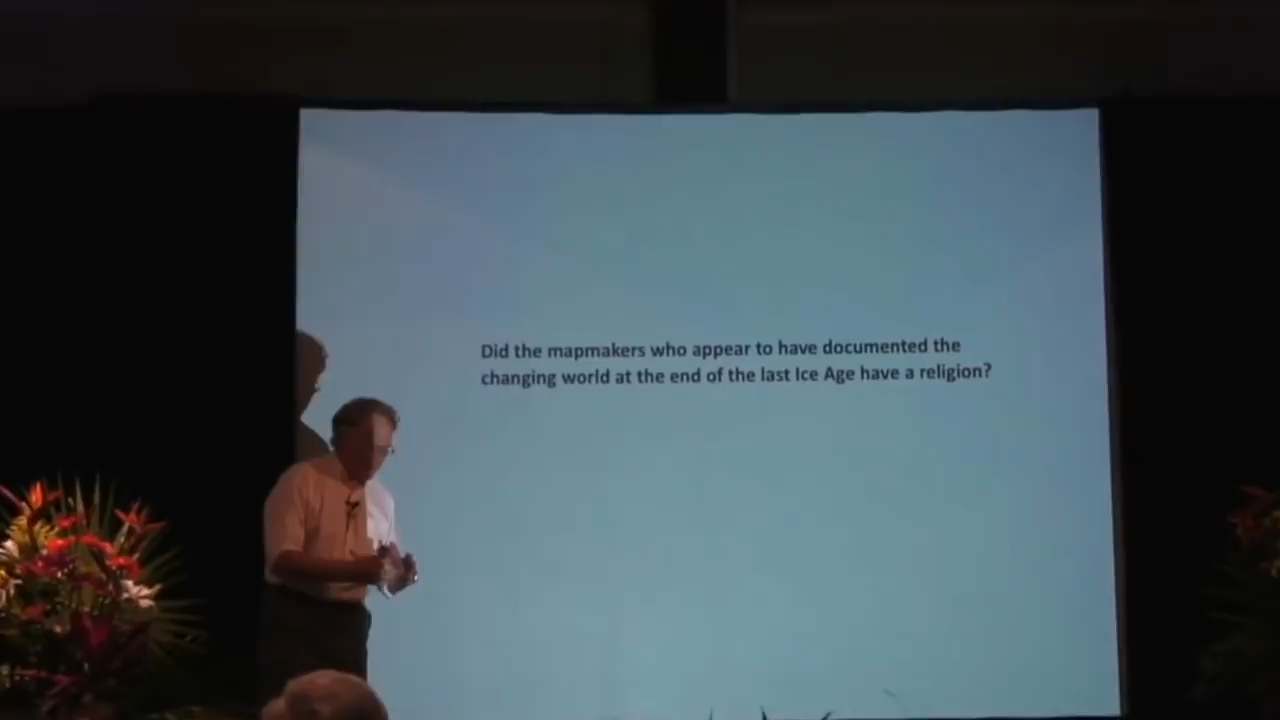 Did the mapmakers who appear to have documented the
changing world at the end of the last Ice Age have a religion?